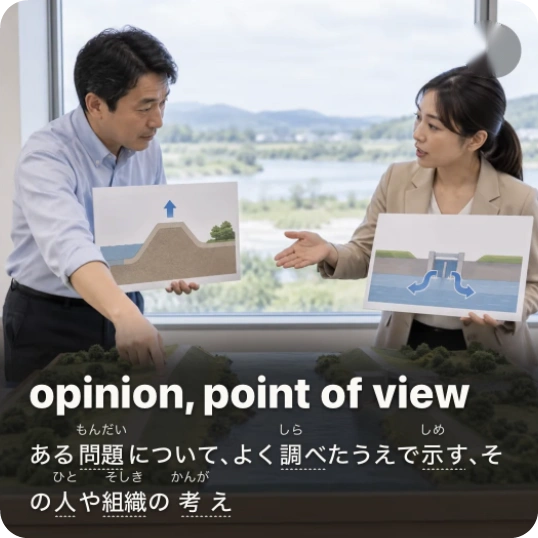 opinion, point of view
もんだい しら しめ
ある問題について、よく調べたうえで示す、そ
ひと そしき かんが
の人や組織の考え